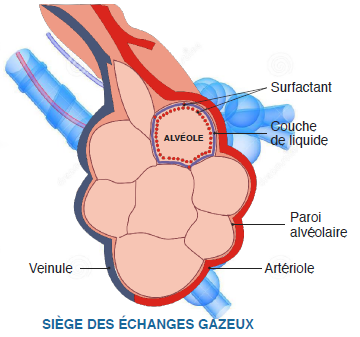 Surfactant
ALVÉOLE
Couche
de liquide
Paroi
alvéolaire
Veinule
Artériole
SIÈGE DES ÉCHANGES GAZEUX